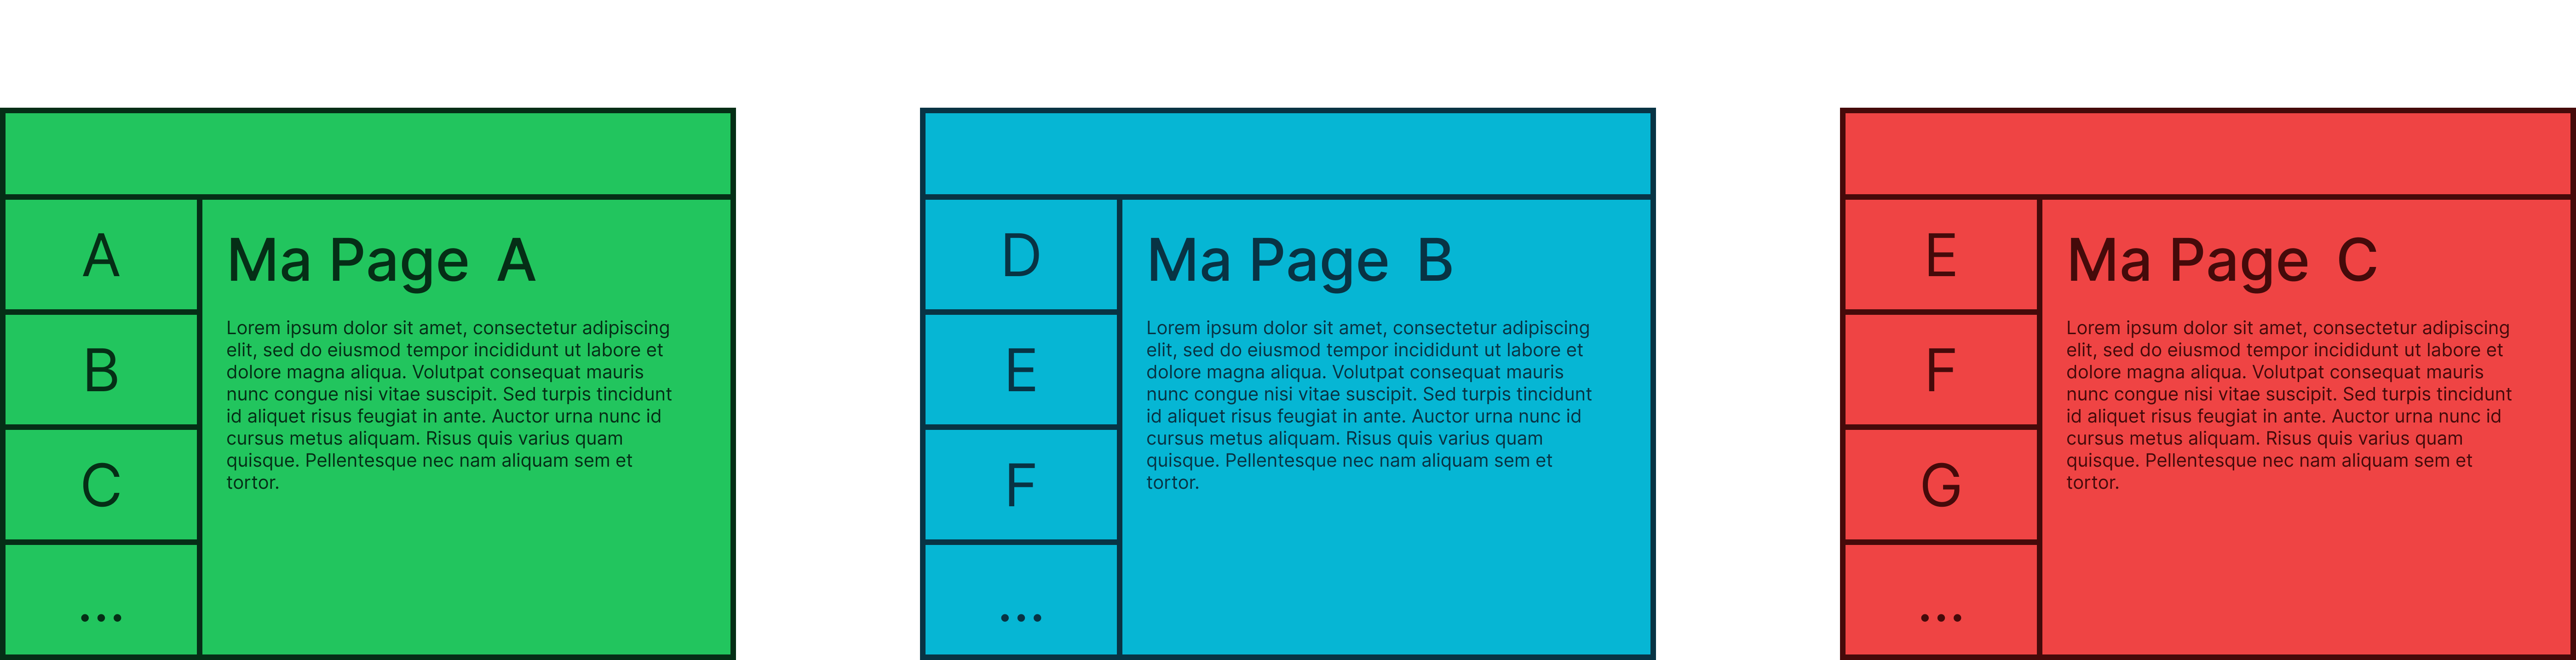 A
B
C
...
Ma Page A
Lorem ipsum dolor sit amet, consectetur adipiscing
elit, sed do eiusmod tempor incididunt ut labore et
dolore magna aliqua. Volutpat consequat mauris
nunc congue nisi vitae suscipit. Sed turpis tincidunt
id aliquet risus feugiat in ante. Auctor urna nunc id
cursus metus aliquam. Risus quis varius quam
quisque. Pellentesque nec nam aliquam sem et
tortor.
D
E
F
...
Ma Page B
Lorem ipsum dolor sit amet, consectetur adipiscing
elit, sed do eiusmod tempor incididunt ut labore et
dolore magna aliqua. Volutpat consequat mauris
nunc congue nisi vitae suscipit. Sed turpis tincidunt
id aliquet risus feugiat in ante. Auctor urna nunc id
cursus metus aliquam. Risus quis varius quam
quisque. Pellentesque nec nam aliquam sem et
tortor.
E
F
G
...
Ma Page C
Lorem ipsum dolor sit amet, consectetur adipiscing
elit, sed do eiusmod tempor incididunt ut labore et
dolore magna aliqua. Volutpat consequat mauris
nunc congue nisi vitae suscipit. Sed turpis tincidunt
id aliquet risus feugiat in ante. Auctor urna nunc id
cursus metus aliquam. Risus quis varius quam
quisque. Pellentesque nec nam aliquam sem et
tortor.